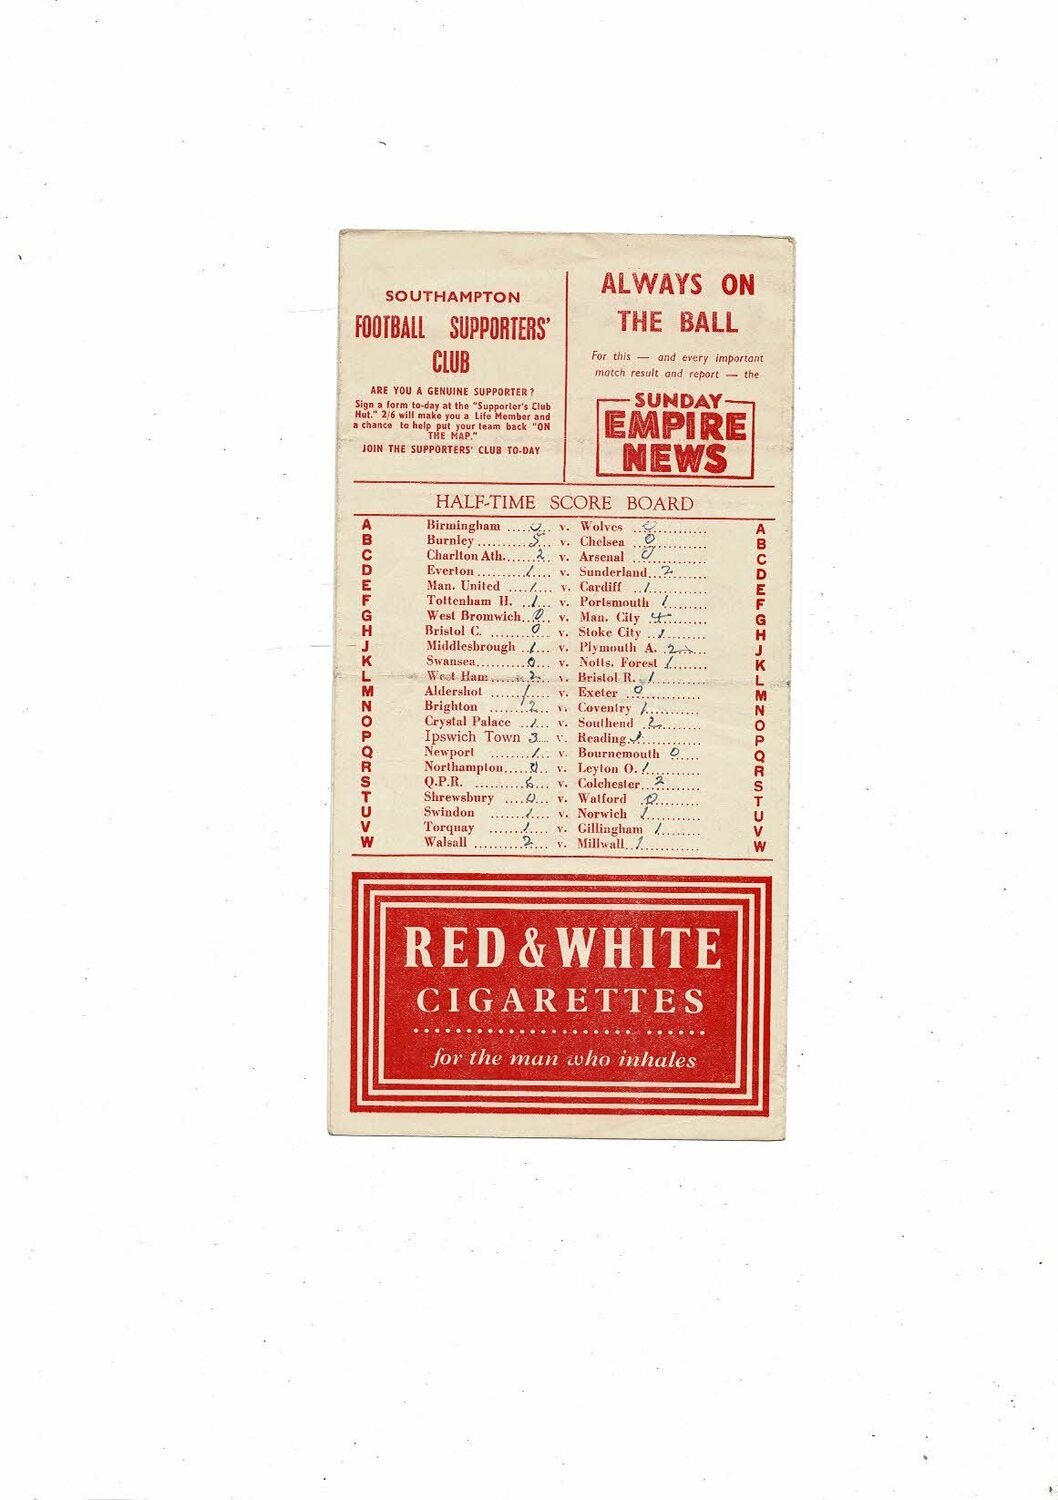 SOUTHAMPTON
FOOTBALL SUPPORTERS'
CLUB
ARE YOU A GENUINE SUPPORTER?
Sign a form to-day at the "Supporter's Club
Hut." 2/6 will make you a Life Member and
a chance to help put your team back "ON
THE MAP."
JOIN THE SUPPORTERS' CLUB TO-DAY
ALWAYS ON
THE BALL
For this — and every important
match result and report — the
SUNDAY
EMPIRE
NEWS
HALF-TIME SCORE BOARD
A Birmingham .....0.. v. Wolves ..0........... A
B Burnley ..........5... v. Chelsea ..0........... B
C Charlton Ath.......2.. v. Arsenal ..0........... C
D Everton .........1.... v. Sunderland...2........ D
E Man. United ....1.... v. Cardiff ..1........... E
F Tottenham H. ..1... v. Portsmouth 1........ F
G West Bromwich..0.. v. Man. City 4......... G
H Bristol C. ........0... v. Stoke City ..1........ H
J Middlesbrough ..1... v. Plymouth A. .2..... J
K Swansea..........0... v. Notts. Forest 1....... K
L West Ham........2... v. Bristol R. .1.......... L
M Aldershot ......1.... v. Exeter ..0............ M
N Brighton .......2... v. Coventry 1........... N
O Crystal Palace ..1... v. Southend ..2........ O
P Ipswich Town 3... v. Reading.1........... P
Q Newport ........1... v. Bournemouth 0.... Q
R Northampton.....0.. v. Leyton O. 1.......... R
S Q.P.R. .........6... v. Colchester...2....... S
T Shrewsbury ....0... v. Watford ..0......... T
U Swindon .......1.... v. Norwich 1........... U
V Torquay .......1.... v. Gillingham 1........ V
W Walsall .........2... v. Millwall..1........... W
RED & WHITE
CIGARETTES
for the man who inhales